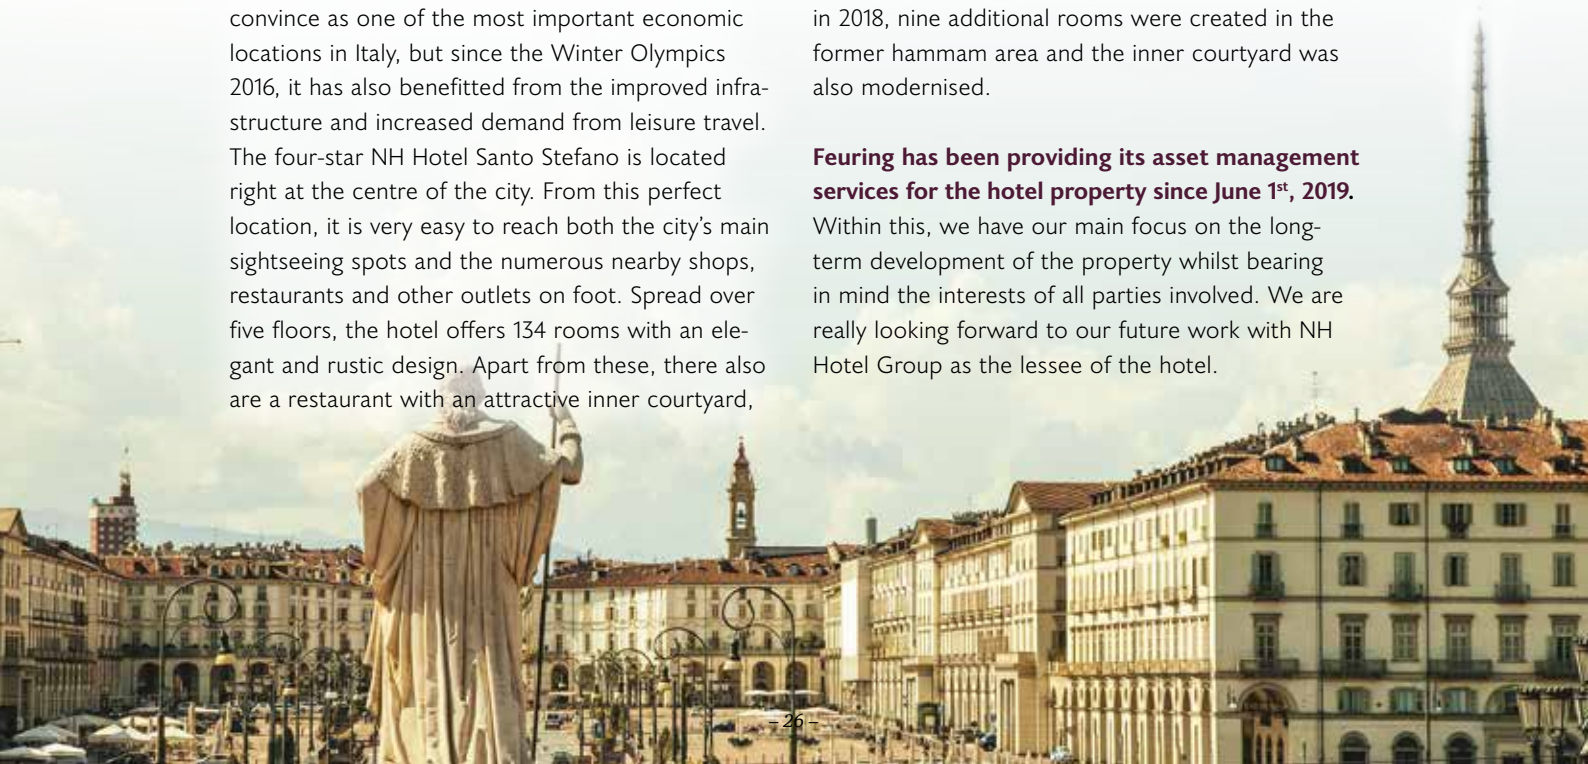 convince as one of the most important economic
locations in Italy, but since the Winter Olympics
2016, it has also benefitted from the improved infra-
structure and increased demand from leisure travel.
The four-star NH Hotel Santo Stefano is located
right at the centre of the city. From this perfect
location, it is very easy to reach both the city’s main
sightseeing spots and the numerous nearby shops,
restaurants and other outlets on foot. Spread over
five floors, the hotel offers 134 rooms with an ele-
gant and rustic design. Apart from these, there also
are a restaurant with an attractive inner courtyard,
in 2018, nine additional rooms were created in the
former hammam area and the inner courtyard was
also modernised.
Feuring has been providing its asset management
services for the hotel property since June 1st, 2019.
Within this, we have our main focus on the long-
term development of the property whilst bearing
in mind the interests of all parties involved. We are
really looking forward to our future work with NH
Hotel Group as the lessee of the hotel.
– 26 –